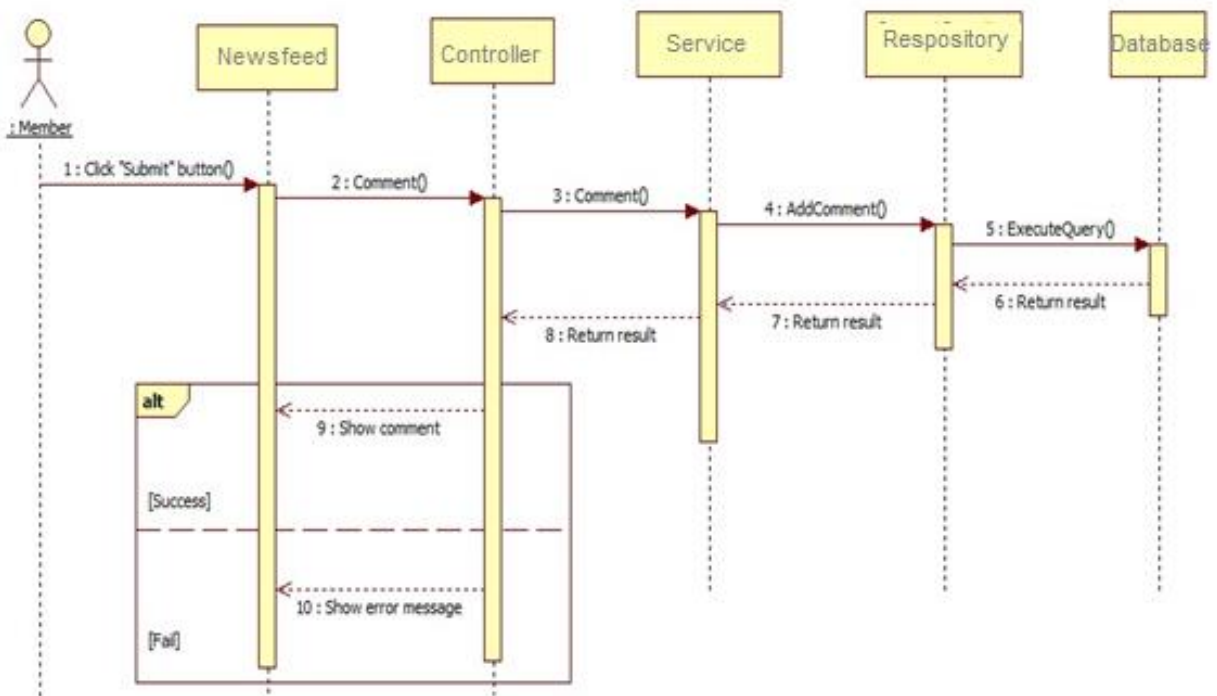 Newsfeed
Controller
Service
Respository
Database
: Member
1 : Click "Submit" button()
2 : Comment()
3 : Comment()
4 : AddComment()
5 : ExecuteQuery()
6 : Return result
7 : Return result
8 : Return result
alt
9 : Show comment
[Success]
10 : Show error message
[Fail]